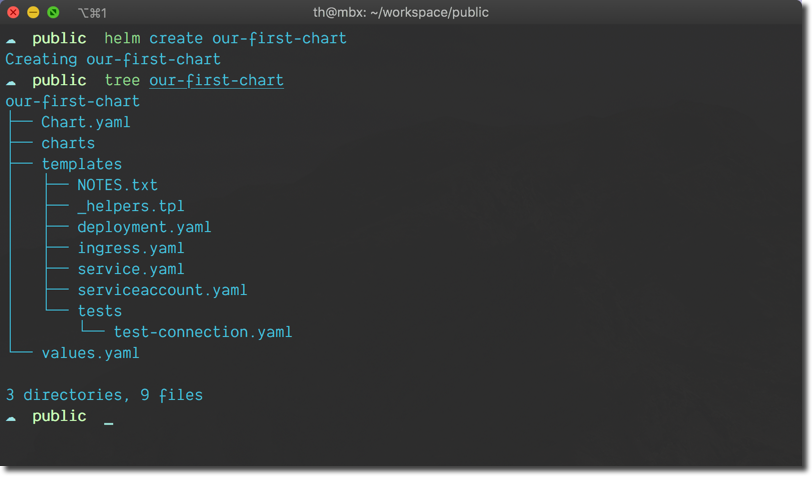 ⌥⌘1 th@mbx: ~/workspace/public
☁ public helm create our-first-chart
Creating our-first-chart
☁ public tree our-first-chart
our-first-chart
├── Chart.yaml
├── charts
├── templates
│   ├── NOTES.txt
│   ├── _helpers.tpl
│   ├── deployment.yaml
│   ├── ingress.yaml
│   ├── service.yaml
│   ├── serviceaccount.yaml
│   └── tests
│       └── test-connection.yaml
└── values.yaml
3 directories, 9 files
☁ public _